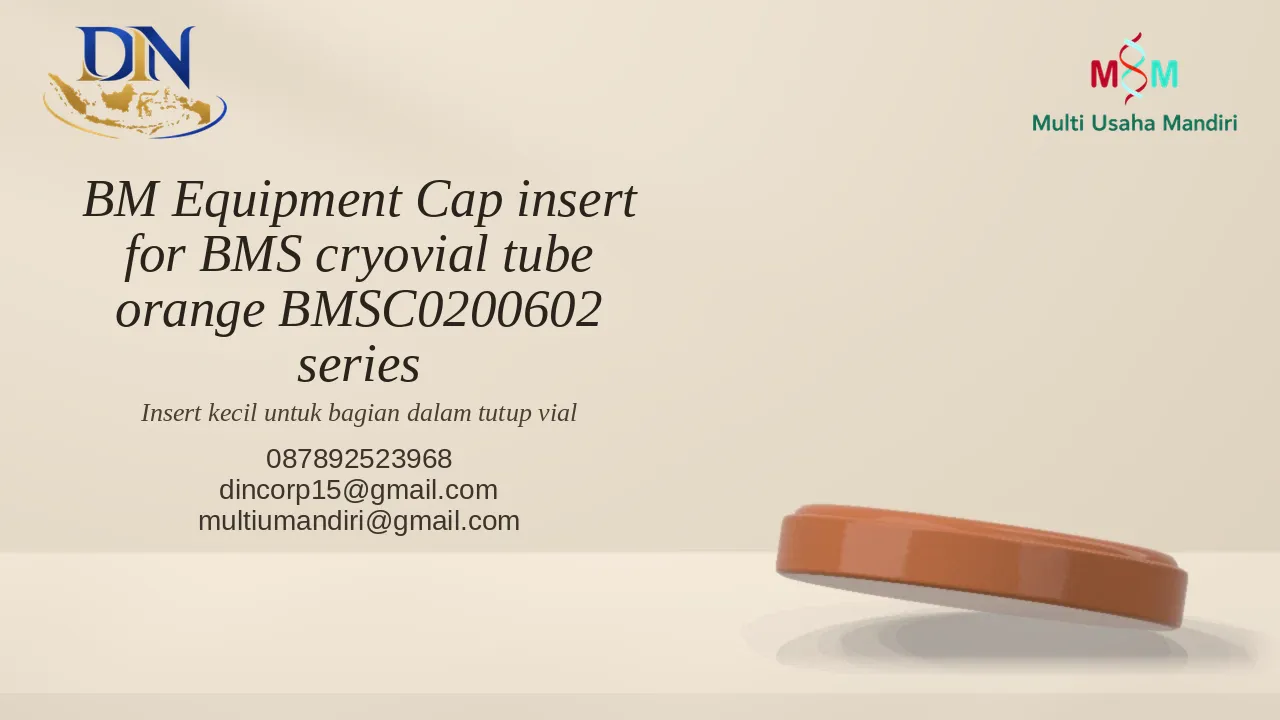 DN
M M
Multi Usaha Mandiri
BM Equipment Cap insert
for BMS cryovial tube
orange BMSC0200602
series
Insert kecil untuk bagian dalam tutup vial
087892523968
dincorp15@gmail.com
multiumandiri@gmail.com